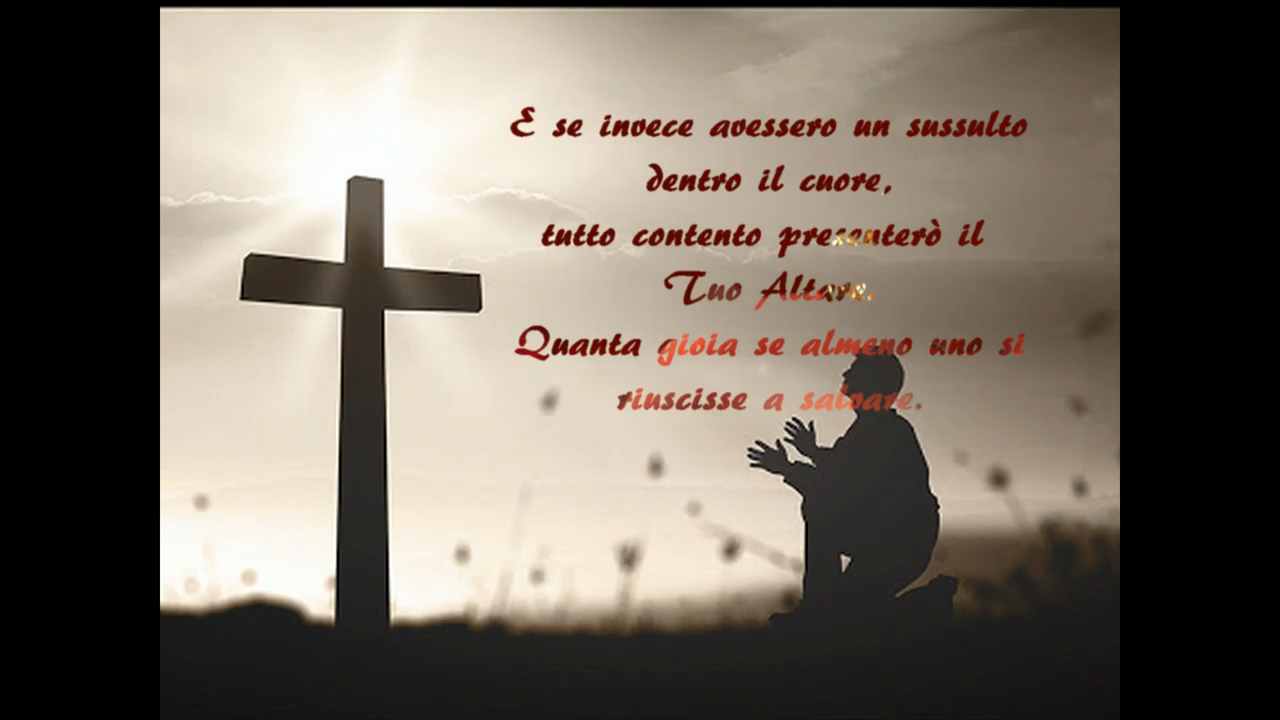 E se invece avessero un sussulto
dentro il cuore,
tutto contento presenterò il
Tuo Altare.
Quanta gioia se almeno uno si
riuscisse a salvare.